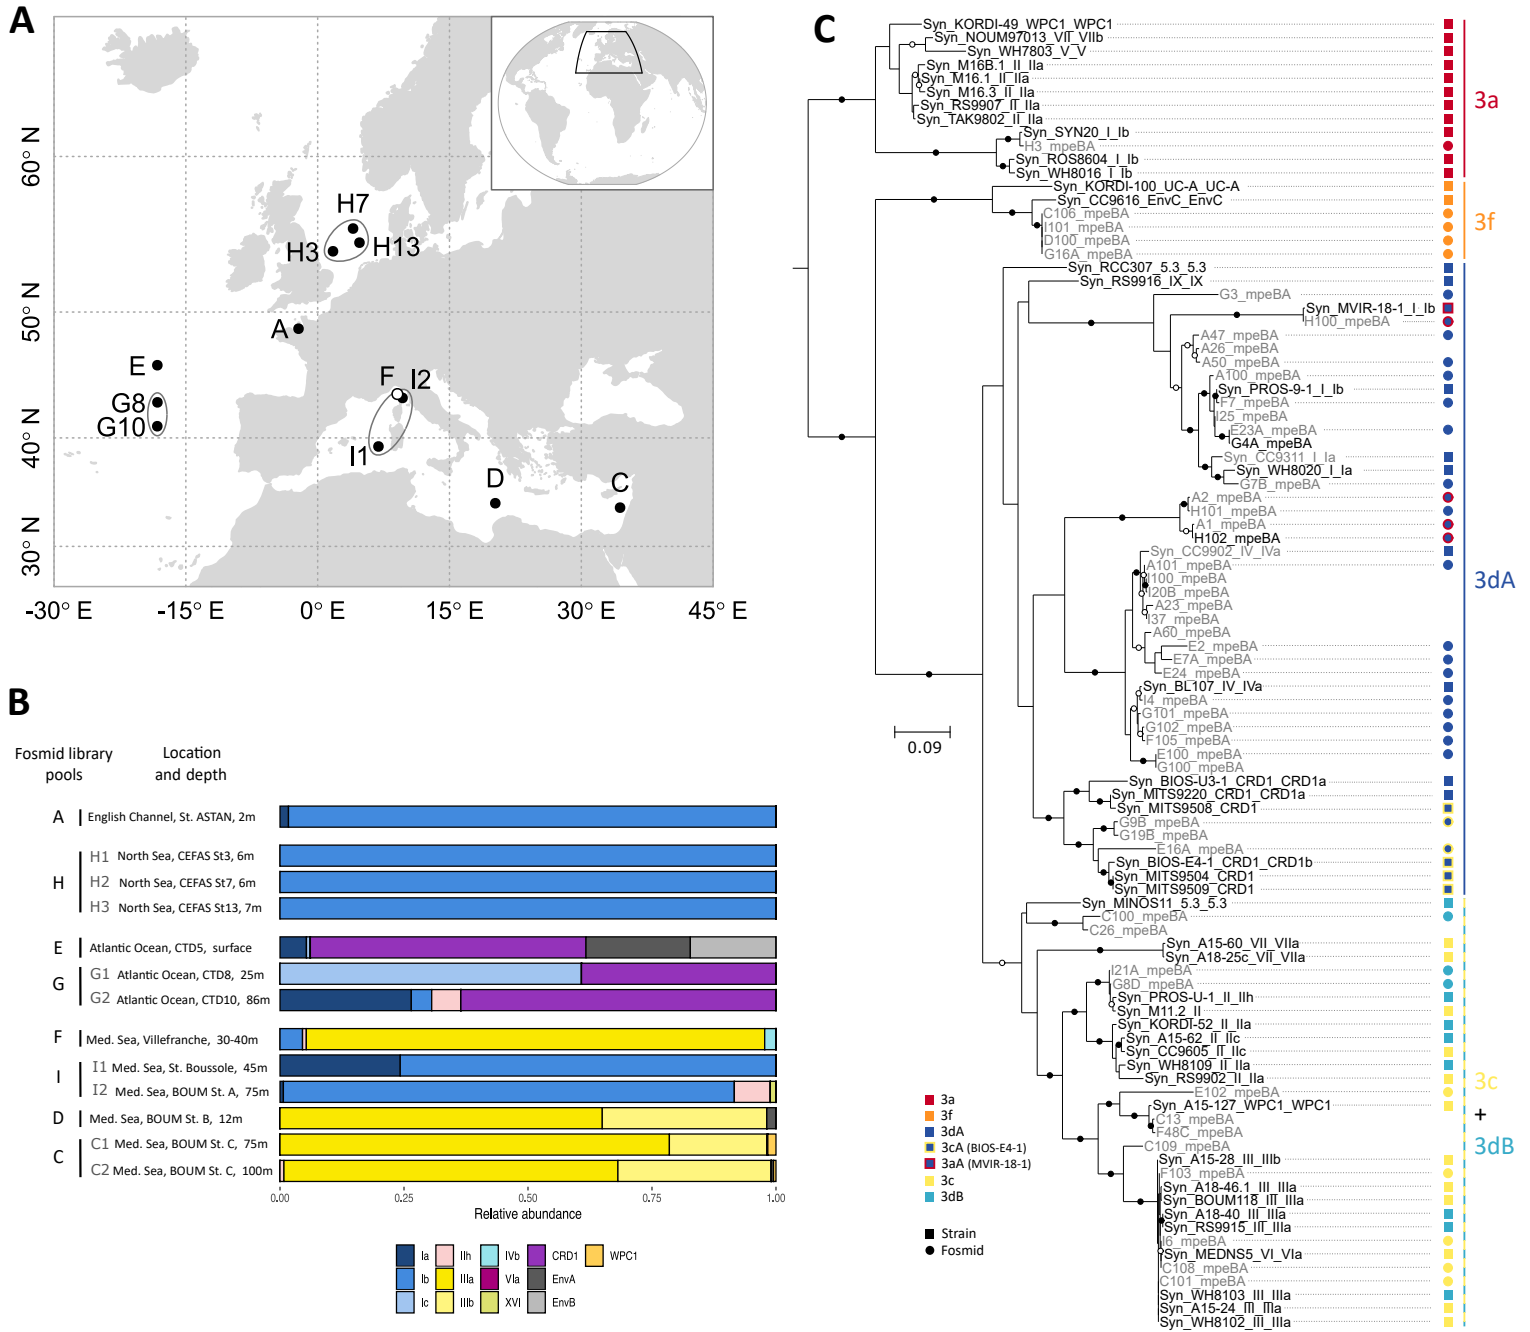 A
60° N
50° N
40° N
30° N
-30° E
-15° E
0° E
15° E
30° E
45° E
H7
H3
H13
A
E
G8
G10
F
I2
I1
D
C
B
Fosmid library pools
Location and depth
A English Channel, St. ASTAN, 2m
H
H1 North Sea, CEFAS St3, 6m
H2 North Sea, CEFAS St7, 6m
H3 North Sea, CEFAS St13, 7m
E Atlantic Ocean, CTD5, surface
G
G1 Atlantic Ocean, CTD8, 25m
G2 Atlantic Ocean, CTD10, 86m
F Med. Sea, Villefranche, 30-40m
I
I1 Med. Sea, St. Boussole, 45m
I2 Med. Sea, BOUM St. A, 75m
D Med. Sea, BOUM St. B, 12m
C
C1 Med. Sea, BOUM St. C, 75m
C2 Med. Sea, BOUM St. C, 100m
0.00
0.25
0.50
0.75
1.00
Relative abundance
Ia
IIh
IVb
CRD1
WPC1
Ib
IIIa
VIa
EnvA
Ic
IIIb
XVI
EnvB
C
Syn_KORDI-49_WPC1_WPC1
Syn_NOUM97013_VII_VIIb
Syn_WH7803_V_V
Syn_M16B.1_II_IIa
Syn_M16.1_II_IIa
Syn_M16.3_II_IIa
Syn_RS9907_II_IIa
Syn_TAK9802_II_IIa
Syn_SYN20_I_Ib
H3_mpeBA
Syn_ROS8604_I_Ib
Syn_WH8016_I_Ib
Syn_KORDI-100_UC-A_UC-A
Syn_CC9616_EnvC_EnvC
C106_mpeBA
I101_mpeBA
D100_mpeBA
G16A_mpeBA
Syn_RCC307_5.3_5.3
Syn_RS9916_IX_IX
G3_mpeBA
Syn_MVIR-18-1_I_Ib
H100_mpeBA
A47_mpeBA
A26_mpeBA
A50_mpeBA
A100_mpeBA
Syn_PROS-9-1_I_Ib
F7_mpeBA
I25_mpeBA
E23A_mpeBA
G4A_mpeBA
Syn_CC9311_I_Ia
Syn_WH8020_I_Ia
G7B_mpeBA
A2_mpeBA
H101_mpeBA
A1_mpeBA
H102_mpeBA
Syn_CC9902_IV_IVa
A101_mpeBA
I100_mpeBA
I20B_mpeBA
A23_mpeBA
I37_mpeBA
A60_mpeBA
E2_mpeBA
E7A_mpeBA
E24_mpeBA
Syn_BL107_IV_IVa
I4_mpeBA
G101_mpeBA
G102_mpeBA
F105_mpeBA
E100_mpeBA
G100_mpeBA
Syn_BIOS-U3-1_CRD1_CRD1a
Syn_MITS9220_CRD1_CRD1a
Syn_MITS9508_CRD1
G9B_mpeBA
G19B_mpeBA
E16A_mpeBA
Syn_BIOS-E4-1_CRD1_CRD1b
Syn_MITS9504_CRD1
Syn_MITS9509_CRD1
Syn_MINOS11_5.3_5.3
C100_mpeBA
C26_mpeBA
Syn_A15-60_VII_VIIa
Syn_A18-25c_VII_VIIa
I21A_mpeBA
G8D_mpeBA
Syn_PROS-U-1_II_IIh
Syn_M11.2_II
Syn_KORDI-52_II_IIa
Syn_A15-62_II_IIc
Syn_CC9605_II_IIc
Syn_WH8109_II_IIa
Syn_RS9902_II_IIa
E102_mpeBA
Syn_A15-127_WPC1_WPC1
C13_mpeBA
F48C_mpeBA
C109_mpeBA
Syn_A15-28_III_IIIb
F103_mpeBA
Syn_A18-46.1_III_IIIa
Syn_BOUM118_III_IIIa
Syn_A18-40_III_IIIa
Syn_RS9915_III_IIIa
I6_mpeBA
Syn_MEDNS5_VI_VIa
C108_mpeBA
C101_mpeBA
Syn_WH8103_III_IIIa
Syn_A15-24_III_IIIa
Syn_WH8102_III_IIIa
0.09
3a
3f
3dA
3c
+
3dB
3a
3f
3dA
3cA (BIOS-E4-1)
3aA (MVIR-18-1)
3c
3dB
Strain
Fosmid